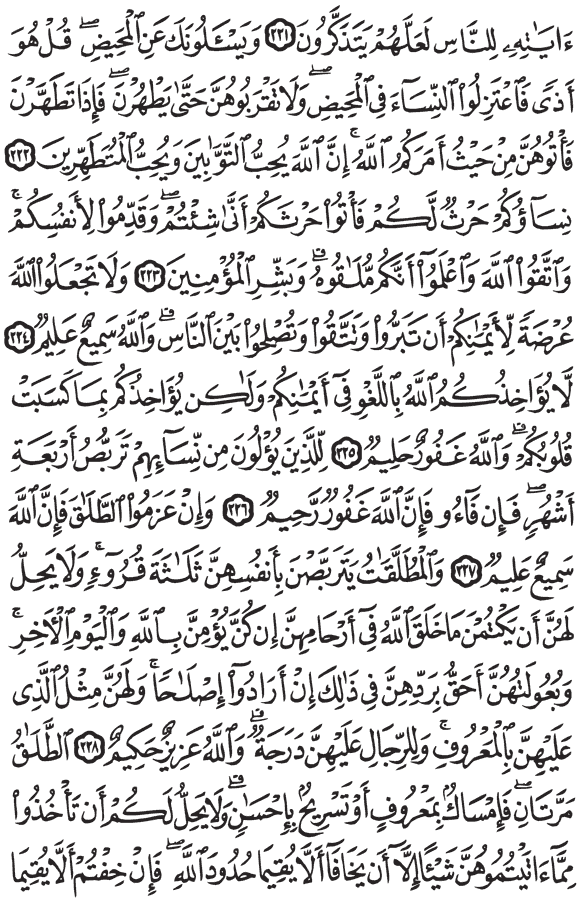 ءَايَٰتِهِۦ لِلنَّاسِ لَعَلَّهُمْ يَتَذَكَّرُونَ ۝٢٢١ وَيَسْـَٔلُونَكَ عَنِ ٱلْمَحِيضِۖ قُلْ هُوَ
أَذًى فَٱعْتَزِلُوا۟ ٱلنِّسَآءَ فِى ٱلْمَحِيضِۖ وَلَا تَقْرَبُوهُنَّ حَتَّىٰ يَطْهُرْنَۖ فَإِذَا تَطَهَّرْنَ
فَأْتُوهُنَّ مِنْ حَيْثُ أَمَرَكُمُ ٱللَّهُۚ إِنَّ ٱللَّهَ يُحِبُّ ٱلتَّوَّٰبِينَ وَيُحِبُّ ٱلْمُتَطَهِّرِينَ ۝٢٢٢
نِسَآؤُكُمْ حَرْثٌ لَّكُمْ فَأْتُوا۟ حَرْثَكُمْ أَنَّىٰ شِئْتُمْۖ وَقَدِّمُوا۟ لِأَنفُسِكُمْۚ
وَٱتَّقُوا۟ ٱللَّهَ وَٱعْلَمُوٓا۟ أَنَّكُم مُّلَٰقُوهُۗ وَبَشِّرِ ٱلْمُؤْمِنِينَ ۝٢٢٣ وَلَا تَجْعَلُوا۟ ٱللَّهَ
عُرْضَةً لِّأَيْمَٰنِكُمْ أَن تَبَرُّوا۟ وَتَتَّقُوا۟ وَتُصْلِحُوا۟ بَيْنَ ٱلنَّاسِۗ وَٱللَّهُ سَمِيعٌ عَلِيمٌ ۝٢٢٤
لَّا يُؤَاخِذُكُمُ ٱللَّهُ بِٱللَّغْوِ فِىٓ أَيْمَٰنِكُمْ وَلَٰكِن يُؤَاخِذُكُم بِمَا كَسَبَتْ
قُلُوبُكُمْۗ وَٱللَّهُ غَفُورٌ حَلِيمٌ ۝٢٢٥ لِّلَّذِينَ يُؤْلُونَ مِن نِّسَآئِهِمْ تَرَبُّصُ أَرْبَعَةِ
أَشْهُرٍۖ فَإِن فَآءُو فَإِنَّ ٱللَّهَ غَفُورٌ رَّحِيمٌ ۝٢٢٦ وَإِنْ عَزَمُوا۟ ٱلطَّلَٰقَ فَإِنَّ ٱللَّهَ
سَمِيعٌ عَلِيمٌ ۝٢٢٧ وَٱلْمُطَلَّقَٰتُ يَتَرَبَّصْنَ بِأَنفُسِهِنَّ ثَلَٰثَةَ قُرُوٓءٍۚ وَلَا يَحِلُّ
لَهُنَّ أَن يَكْتُمْنَ مَا خَلَقَ ٱللَّهُ فِىٓ أَرْحَامِهِنَّ إِن كُنَّ يُؤْمِنَّ بِٱللَّهِ وَٱلْيَوْمِ ٱلْءَاخِرِۚ
وَبُعُولَتُهُنَّ أَحَقُّ بِرَدِّهِنَّ فِى ذَٰلِكَ إِنْ أَرَادُوٓا۟ إِصْلَٰحًاۚ وَلَهُنَّ مِثْلُ ٱلَّذِى
عَلَيْهِنَّ بِٱلْمَعْرُوفِۚ وَلِلرِّجَالِ عَلَيْهِنَّ دَرَجَةٌۗ وَٱللَّهُ عَزِيزٌ حَكِيمٌ ۝٢٢٨ ٱلطَّلَٰقُ
مَرَّتَانِۖ فَإِمْسَاكٌۢ بِمَعْرُوفٍ أَوْ تَسْرِيحٌۢ بِإِحْسَٰنٍۗ وَلَا يَحِلُّ لَكُمْ أَن تَأْخُذُوا۟
مِمَّآ ءَاتَيْتُمُوهُنَّ شَيْـًٔا إِلَّآ أَن يَخَافَآ أَلَّا يُقِيمَا حُدُودَ ٱللَّهِۖ فَإِنْ خِفْتُمْ أَلَّا يُقِيمَا